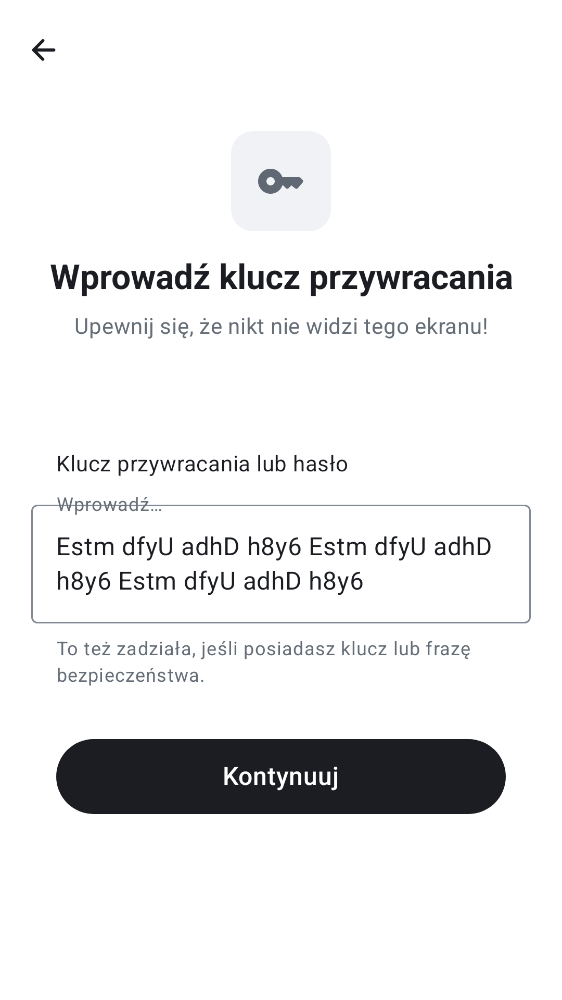 Wprowadź klucz przywracania
Upewnij się, że nikt nie widzi tego ekranu!
Klucz przywracania lub hasło
Wprowadź…
Estm dfyU adhD h8y6 Estm dfyU adhD
h8y6 Estm dfyU adhD h8y6
To też zadziała, jeśli posiadasz klucz lub frazę
bezpieczeństwa.
Kontynuuj